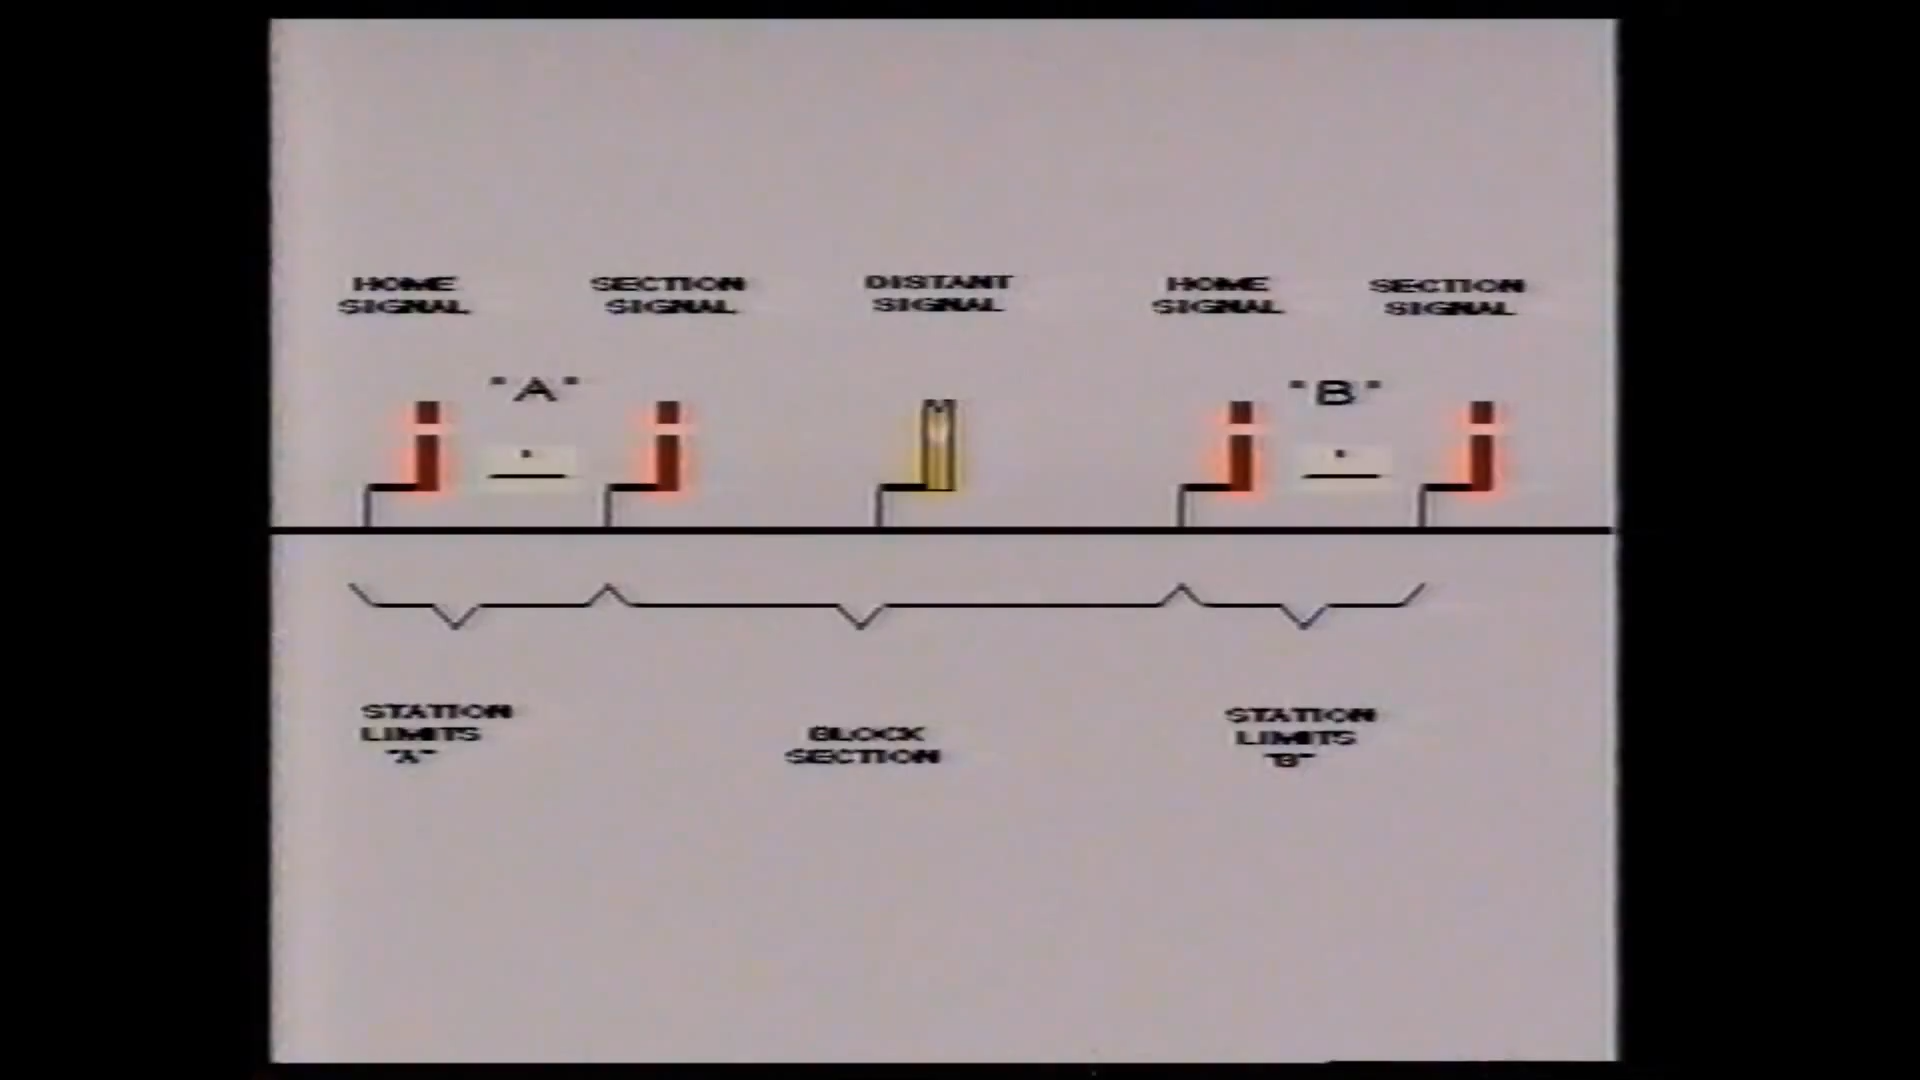 HOME
SIGNAL
SECTION
SIGNAL
DISTANT
SIGNAL
HOME
SIGNAL
SECTION
SIGNAL
"A"
"B"
STATION
LIMITS
"A"
BLOCK
SECTION
STATION
LIMITS
"B"